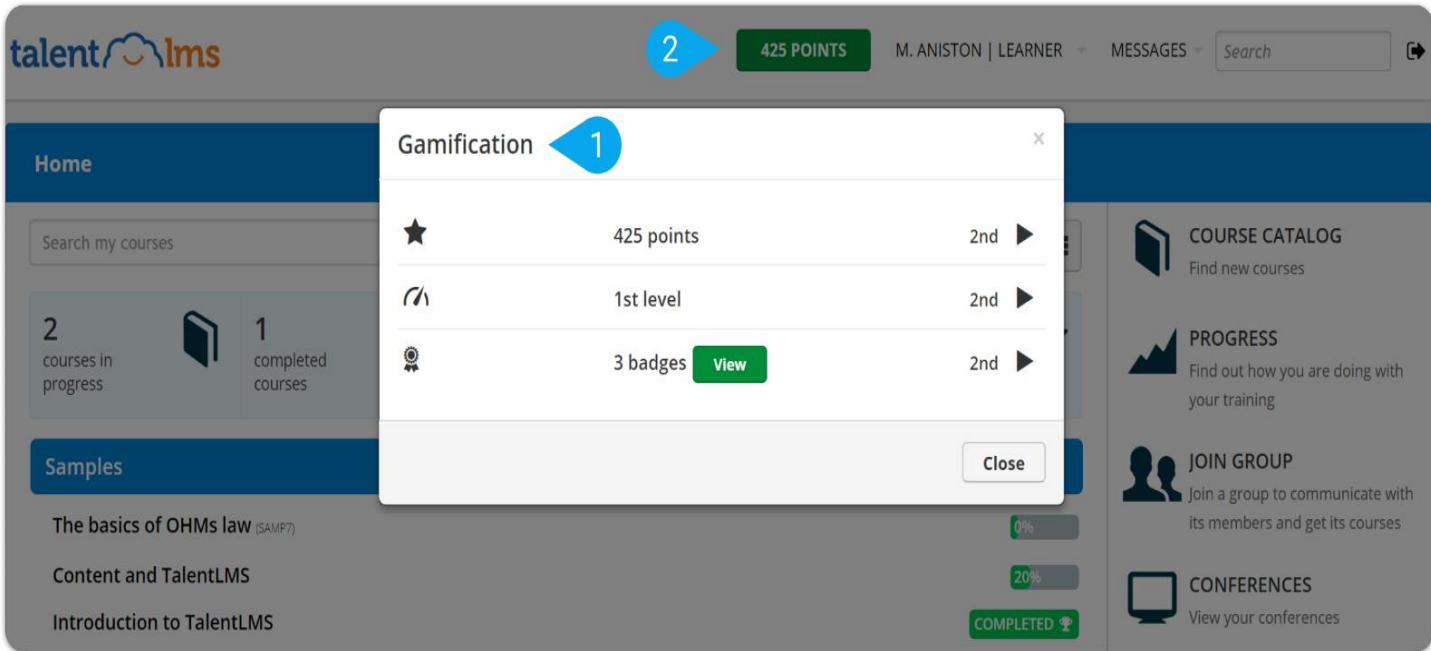 talentlms
2
425 POINTS
M. ANISTON | LEARNER
MESSAGES
Search
Gamification
1
×
Home
Search my courses
425 points
2nd
1st level
2nd
3 badges
View
2nd
Close
2
courses in
progress
1
completed
courses
Samples
The basics of OHMs law (SAMP7)
0%
Content and TalentLMS
20%
Introduction to TalentLMS
COMPLETED
COURSE CATALOG
Find new courses
PROGRESS
Find out how you are doing with
your training
JOIN GROUP
Join a group to communicate with
its members and get its courses
CONFERENCES
View your conferences